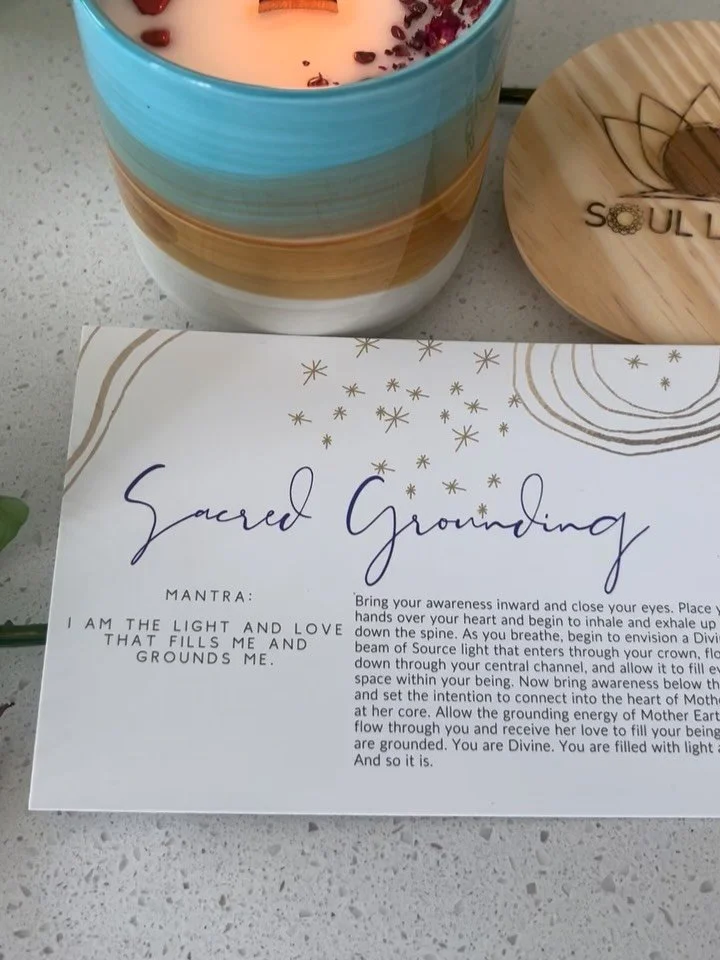 SOUL L
Sacred Grounding
MANTRA:
I AM THE LIGHT AND LOVE
THAT FILLS ME AND
GROUNDS ME.
Bring your awareness inward and close your eyes. Place
hands over your heart and begin to inhale and exhale up
down the spine. As you breathe, begin to envision a
beam of Source light that enters through your crown,
down through your central channel, and allow it to fill
space within your being. Now bring awareness below
and set the intention to connect into the heart of
at her core. Allow the grounding energy of Mother
flow through you and receive her love to fill your being
are grounded. You are Divine. You are filled with light
And so it is.